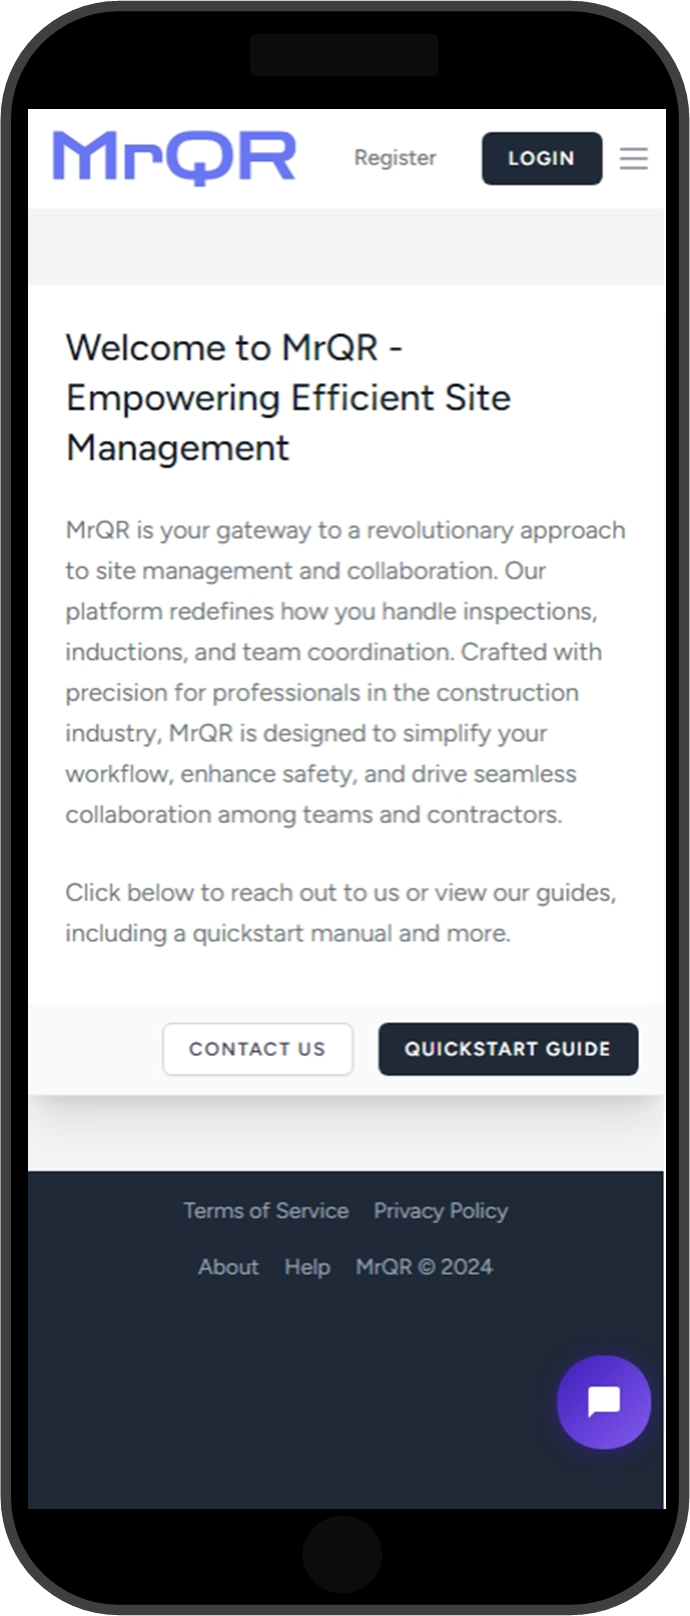 MrQR Register LOGIN
Welcome to MrQR -
Empowering Efficient Site
Management
MrQR is your gateway to a revolutionary approach
to site management and collaboration. Our
platform redefines how you handle inspections,
inductions, and team coordination. Crafted with
precision for professionals in the construction
industry, MrQR is designed to simplify your
workflow, enhance safety, and drive seamless
collaboration among teams and contractors.
Click below to reach out to us or view our guides,
including a quickstart manual and more.
CONTACT US QUICKSTART GUIDE
Terms of Service Privacy Policy
About Help MrQR © 2024